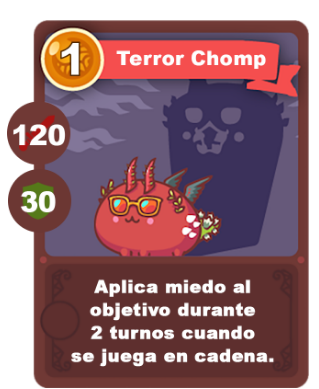 1
Terror Chomp
120
30
Aplica miedo al
objetivo durante
2 turnos cuando
se juega en cadena.